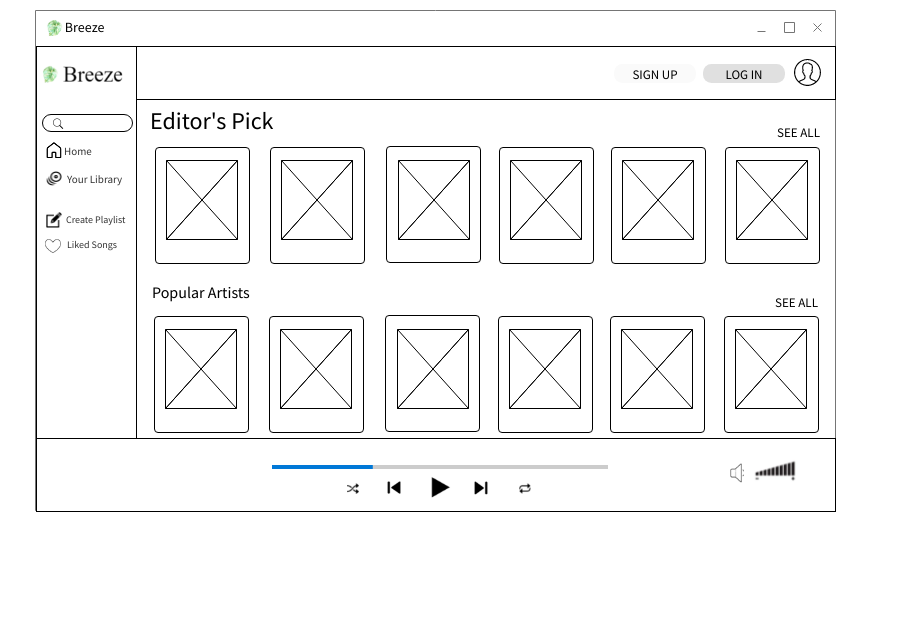 Breeze
Breeze
SIGN UP
LOG IN
Home
Your Library
Create Playlist
Liked Songs
Editor's Pick
SEE ALL
Popular Artists
SEE ALL